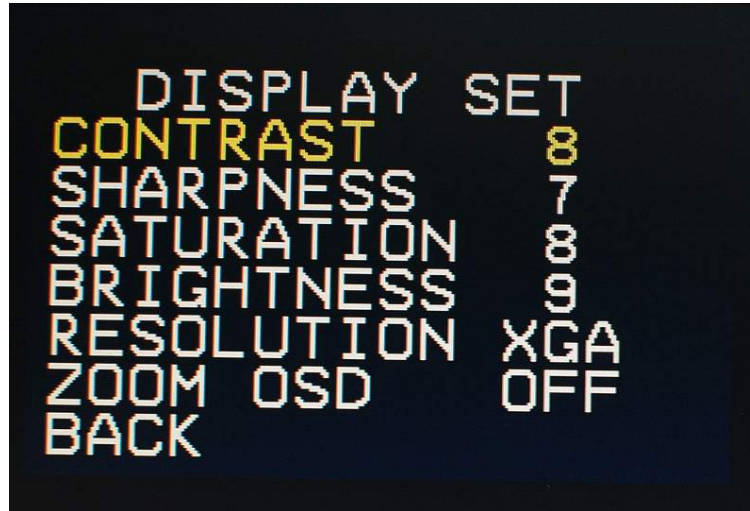 DISPLAY SET
CONTRAST 8
SHARPNESS 7
SATURATION 8
BRIGHTNESS 9
RESOLUTION XGA
ZOOM OSD OFF
BACK